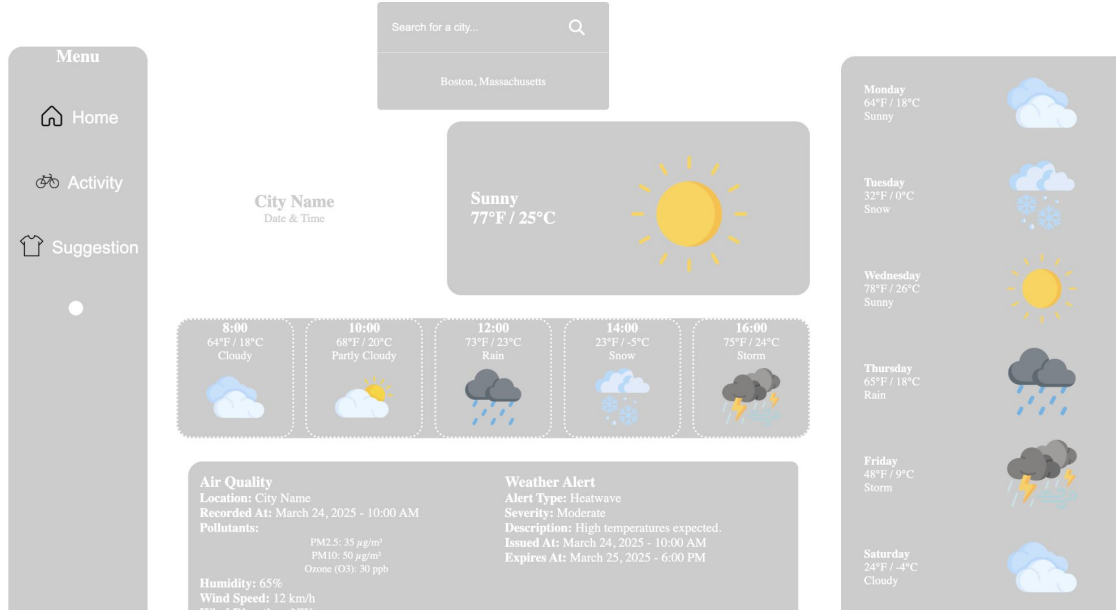 Search for a city...
Boston, Massachusetts
Menu
Home
Activity
Suggestion
City Name
Date & Time
Sunny
77°F / 25°C
8:00
64°F / 18°C
Cloudy
10:00
68°F / 20°C
Partly Cloudy
12:00
73°F / 23°C
Rain
14:00
23°F / -5°C
Snow
16:00
75°F / 24°C
Storm
Air Quality
Location: City Name
Recorded At: March 24, 2025 - 10:00 AM
Pollutants:
PM2.5: 35 µg/m³
PM10: 50 µg/m³
Ozone (O3): 30 ppb
Humidity: 65%
Wind Speed: 12 km/h
Weather Alert
Alert Type: Heatwave
Severity: Moderate
Description: High temperatures expected.
Issued At: March 24, 2025 - 10:00 AM
Expires At: March 25, 2025 - 6:00 PM
Monday
64°F / 18°C
Sunny
Tuesday
32°F / 0°C
Snow
Wednesday
78°F / 26°C
Sunny
Thursday
65°F / 18°C
Rain
Friday
48°F / 9°C
Storm
Saturday
24°F / -4°C
Cloudy